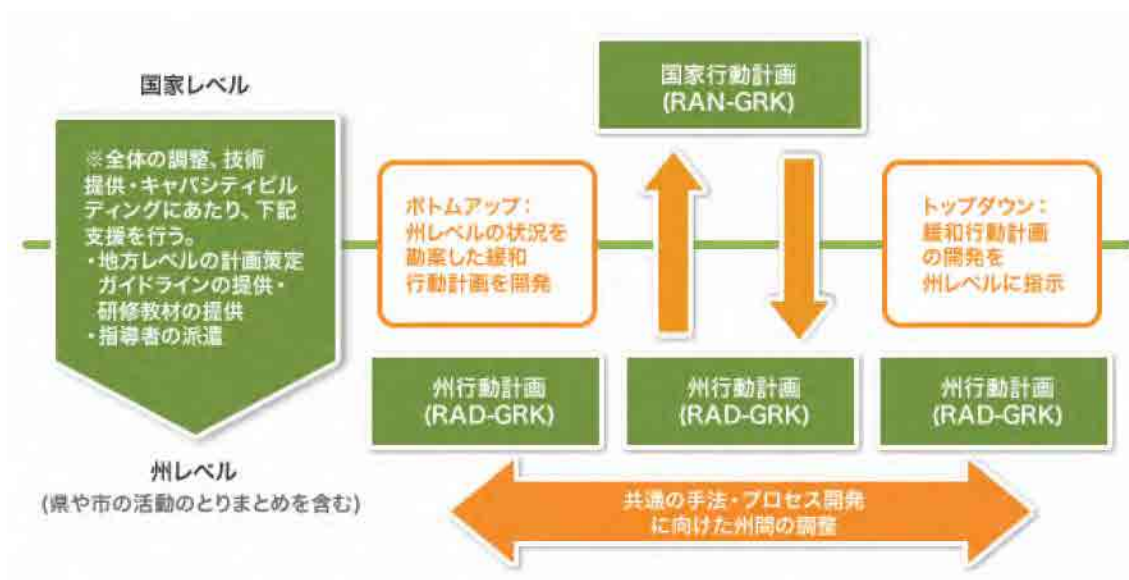 国家レベル
※全体の調整、技術
提供・キャパシティビル
ディングにあたり、下記
支援を行う。
・地方レベルの計画策定
ガイドラインの提供・
研修教材の提供
・指導者の派遣
州レベル
(県や市の活動のとりまとめを含む)
国家行動計画
(RAN-GRK)
ボトムアップ：
州レベルの状況を
勘案した緩和
行動計画を開発
トップダウン：
緩和行動計画
の開発を
州レベルに指示
州行動計画
(RAD-GRK)
州行動計画
(RAD-GRK)
州行動計画
(RAD-GRK)
共通の手法・プロセス開発
に向けた州間の調整